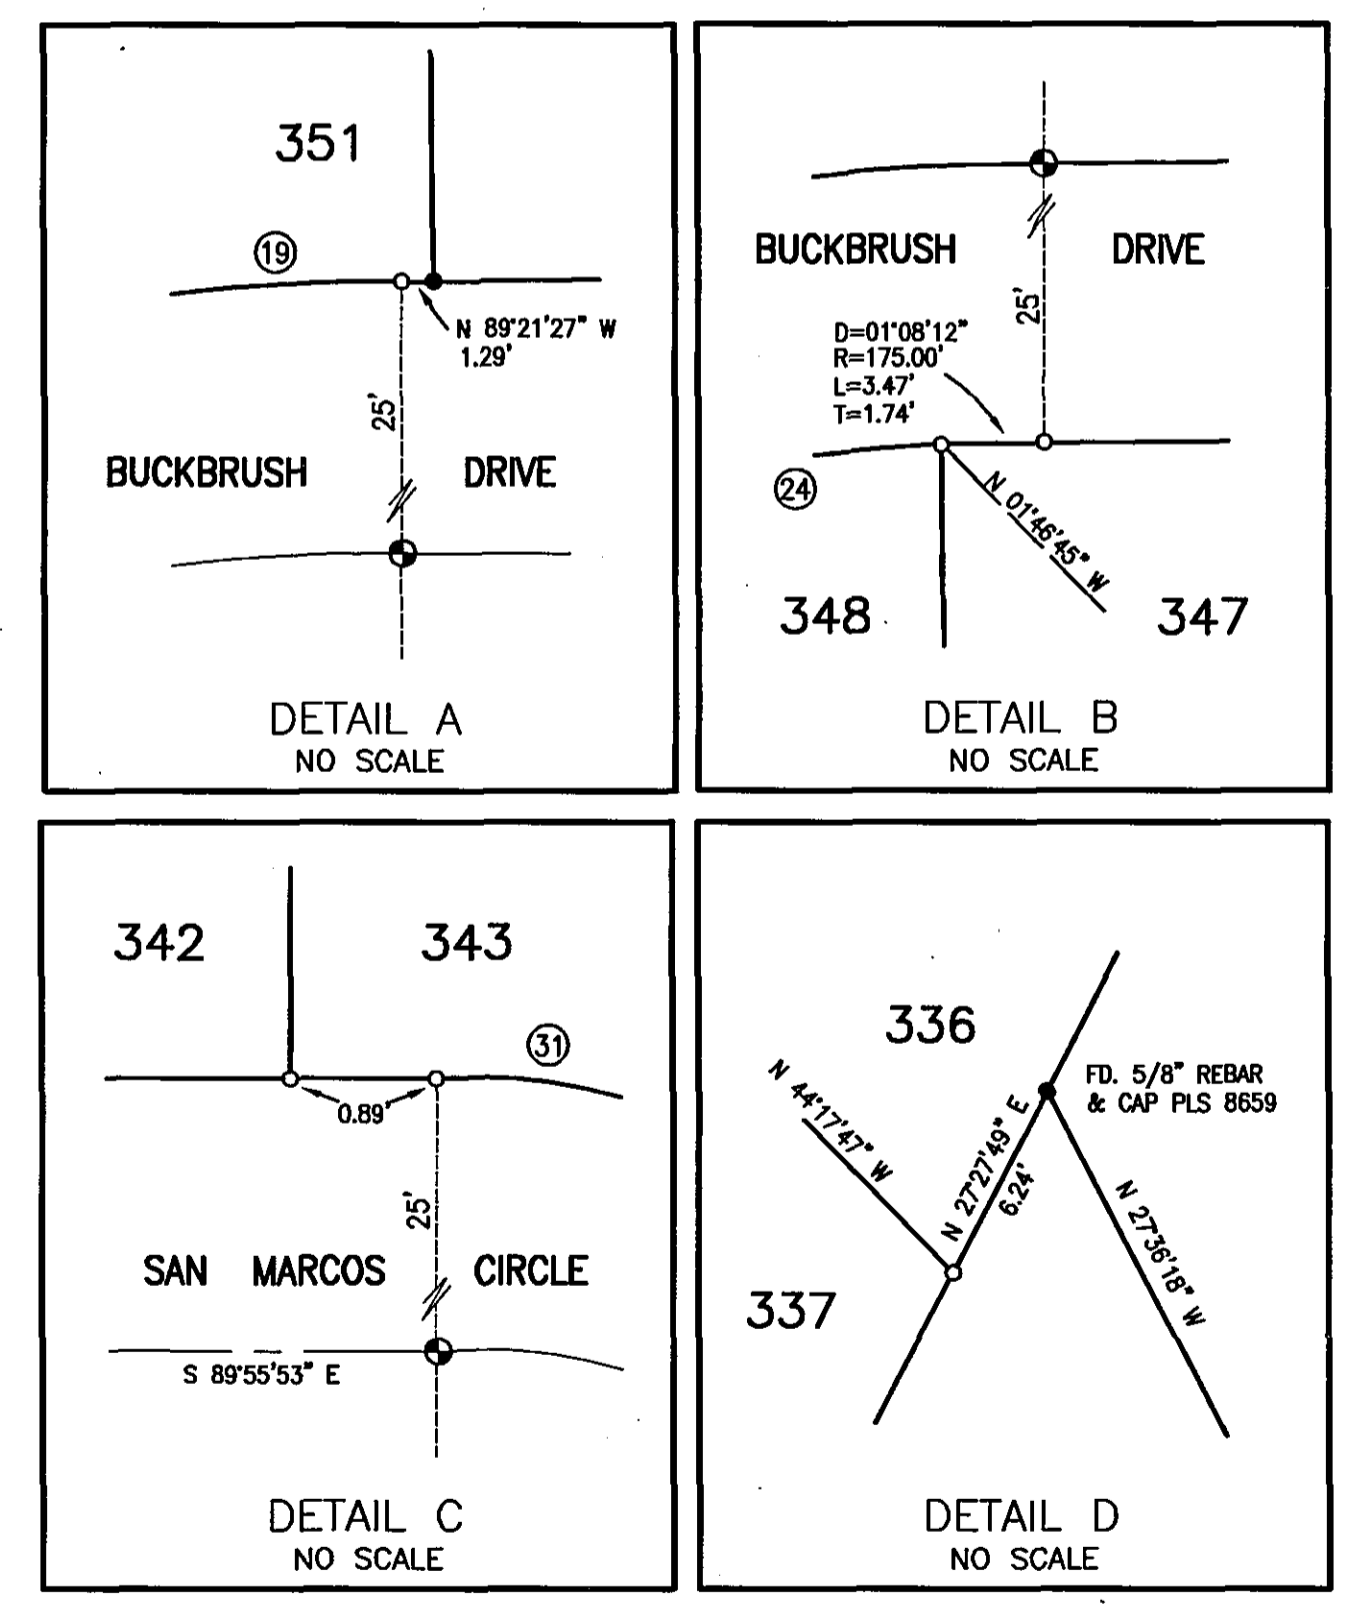 351
19
N 89°21'27" W
1.29'
25'
BUCKBRUSH DRIVE
DETAIL A
NO SCALE
BUCKBRUSH DRIVE
25'
D=01°08'12"
R=175.00'
L=3.47'
T=1.74'
24
N 01°46'45" W
348
347
DETAIL B
NO SCALE
342
343
31
0.89'
25'
SAN MARCOS CIRCLE
S 89°55'53" E
DETAIL C
NO SCALE
336
FD. 5/8" REBAR
& CAP PLS 8659
N 44°17'47" W
N 27°27'49" E
6.24'
N 27°36'18" W
337
DETAIL D
NO SCALE